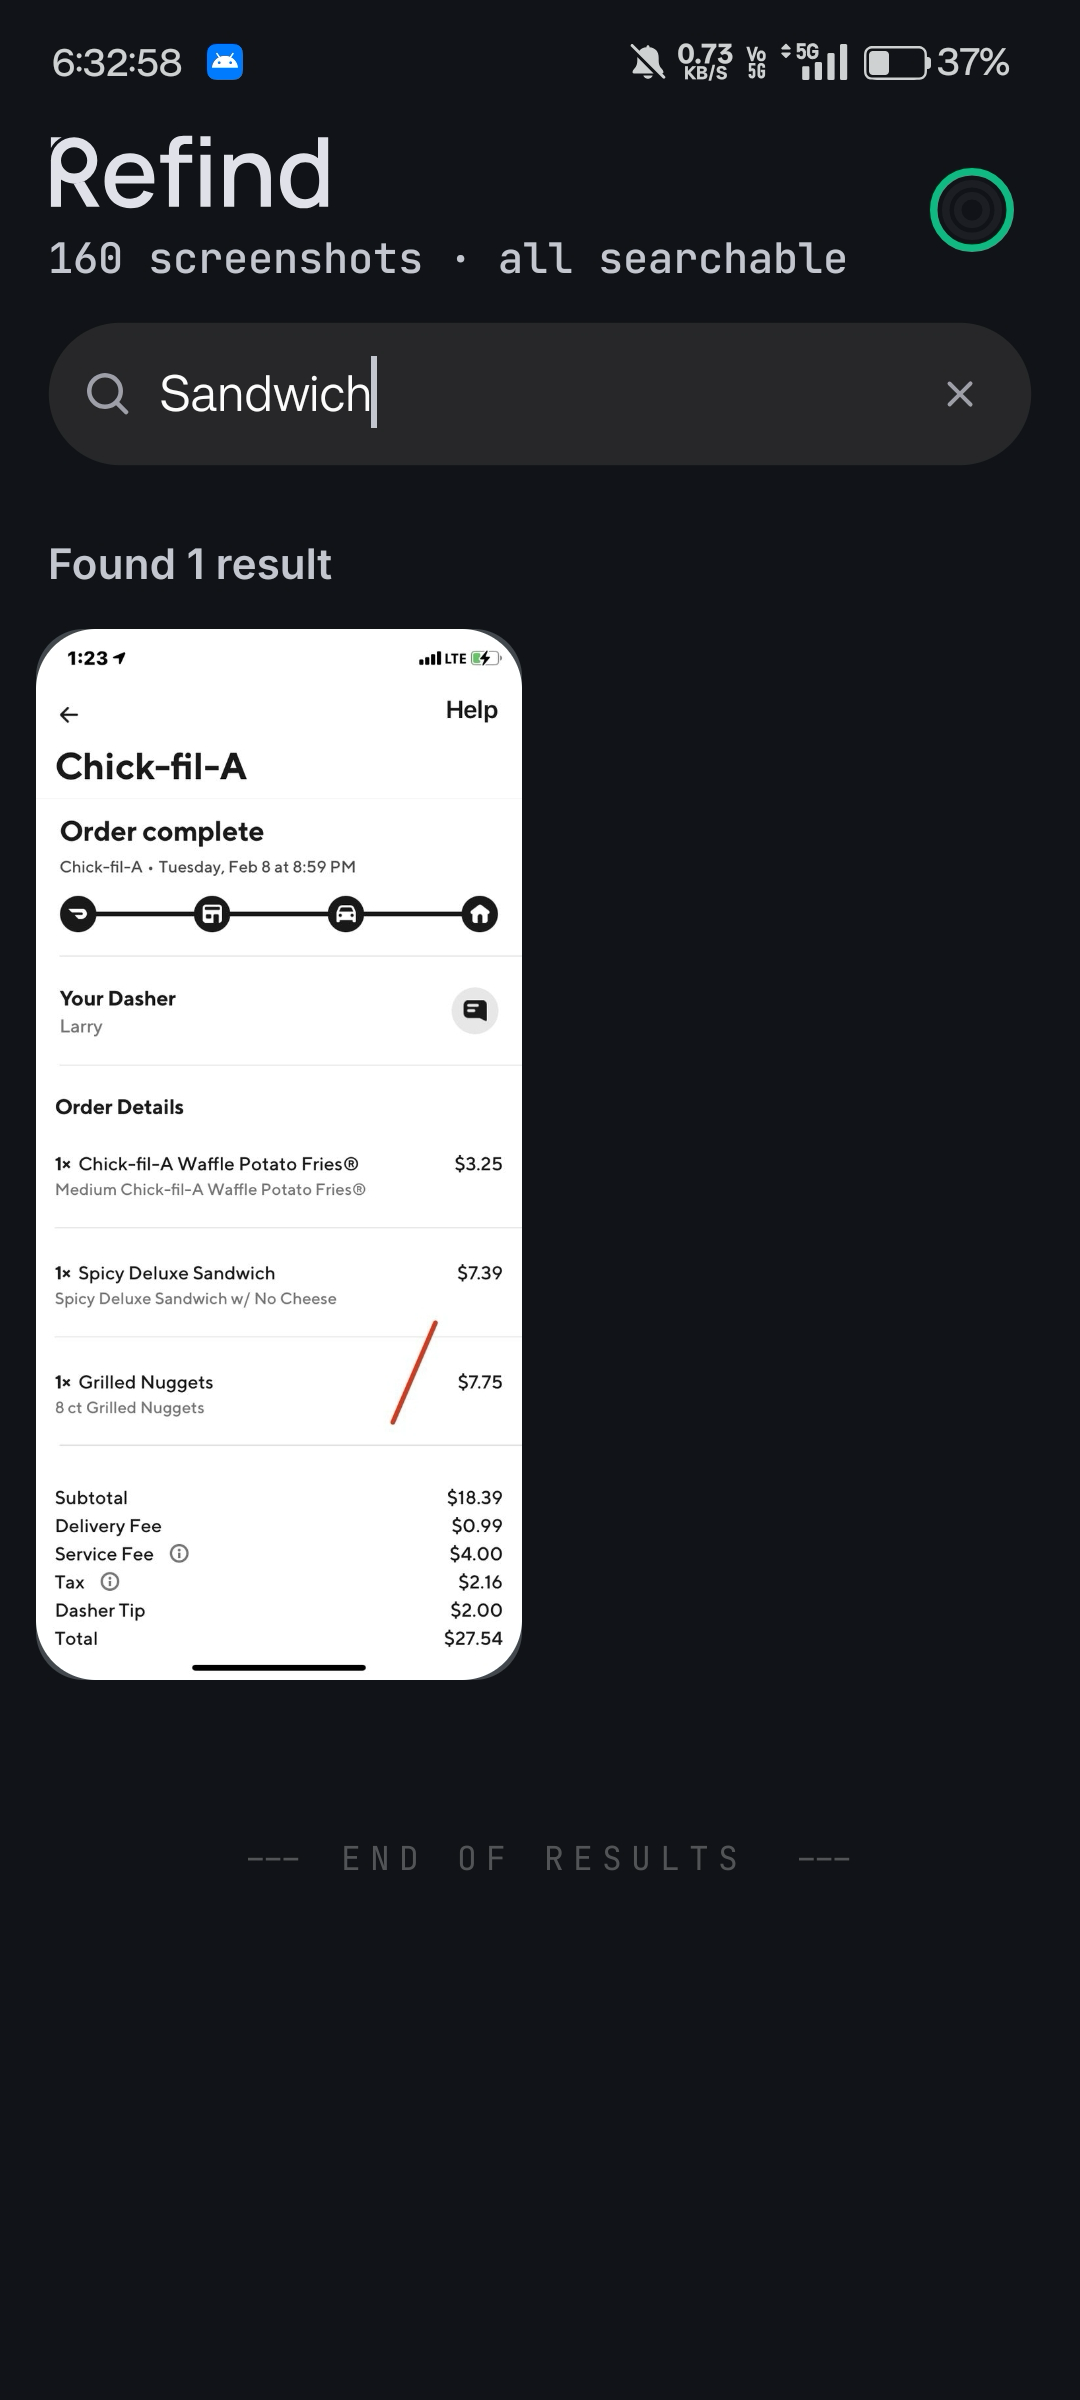 6:32:58
0.73 KB/S
Vo 5G
5G
37%
Refind
160 screenshots · all searchable
Sandwich
Found 1 result
1:23
LTE
Help
Chick-fil-A
Order complete
Chick-fil-A • Tuesday, Feb 8 at 8:59 PM
Your Dasher
Larry
Order Details
1× Chick-fil-A Waffle Potato Fries® $3.25
Medium Chick-fil-A Waffle Potato Fries®
1× Spicy Deluxe Sandwich $7.39
Spicy Deluxe Sandwich w/ No Cheese
1× Grilled Nuggets $7.75
8 ct Grilled Nuggets
Subtotal $18.39
Delivery Fee $0.99
Service Fee $4.00
Tax $2.16
Dasher Tip $2.00
Total $27.54
--- END OF RESULTS ---